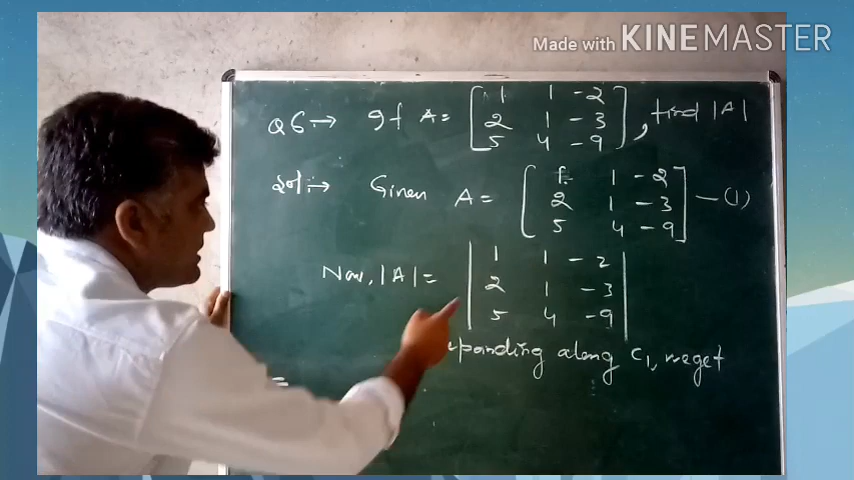 Made with KINEMASTER
Q6:→ If A= [ 1 1 -2
2 1 -3
5 4 -9 ], find |A|
Sol:→ Given A= [ 1 1 -2
2 1 -3
5 4 -9 ] —(1)
Now, |A|= | 1 1 -2
2 1 -3
5 4 -9 |
xpanding along C1, we get
=